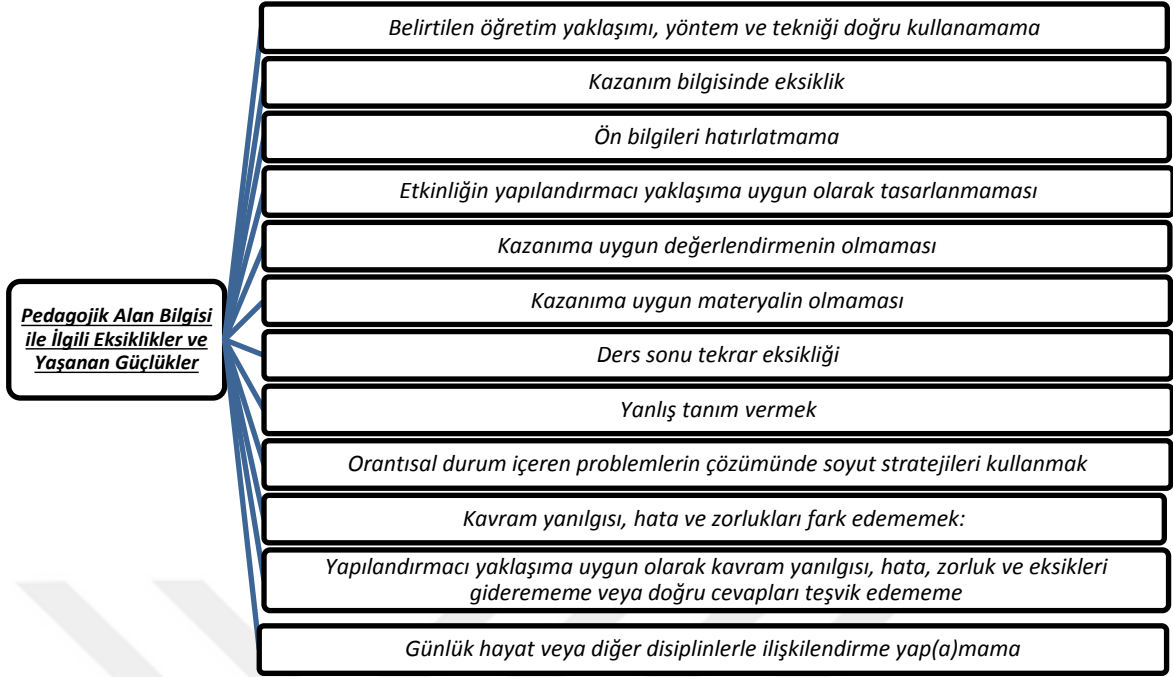 Belirtilen öğretim yaklaşımı, yöntem ve tekniği doğru kullanamama
Kazanım bilgisinde eksiklik
Ön bilgileri hatırlatmama
Etkinliğin yapılandırmacı yaklaşıma uygun olarak tasarlanmaması
Kazanıma uygun değerlendirmenin olmaması
Pedagojik Alan Bilgisi
ile İlgili Eksiklikler ve
Yaşanan Güçlükler
Kazanıma uygun materyalin olmaması
Ders sonu tekrar eksikliği
Yanlış tanım vermek
Orantısal durum içeren problemlerin çözümünde soyut stratejileri kullanmak
Kavram yanılgısı, hata ve zorlukları fark edememek:
Yapılandırmacı yaklaşıma uygun olarak kavram yanılgısı, hata, zorluk ve eksikleri
giderememe veya doğru cevapları teşvik edememe
Günlük hayat veya diğer disiplinlerle ilişkilendirme yap(a)mama